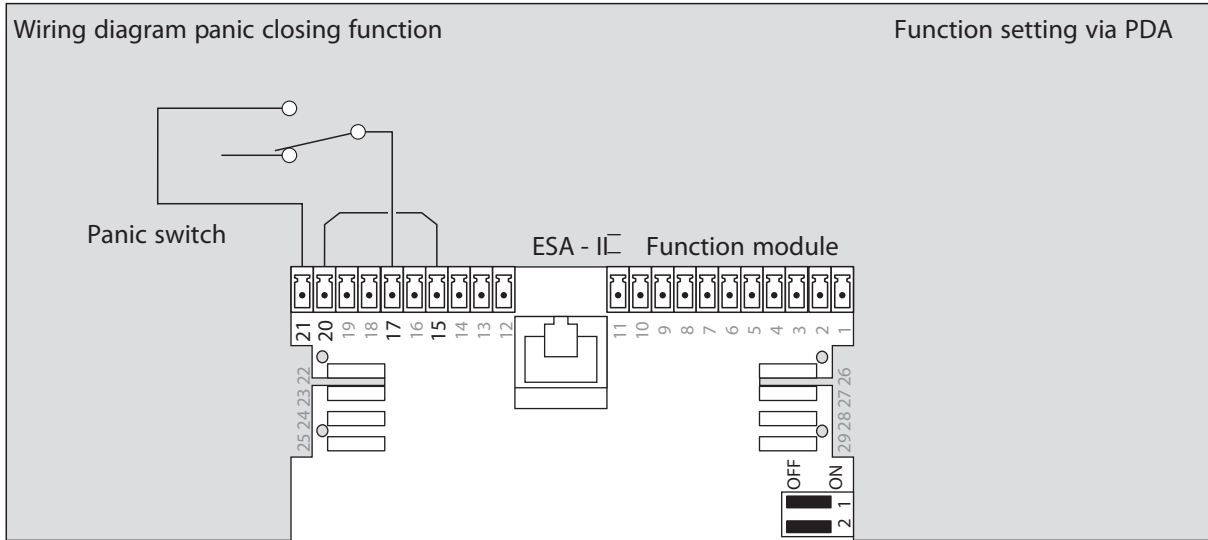 Wiring diagram panic closing function
Function setting via PDA
Panic switch
ESA - II
Function module
21 20 19 18 17 16 15 14 13 12
11 10 9 8 7 6 5 4 3 2 1
25 24 23 22
29 28 27 26
OFF
ON
1
2